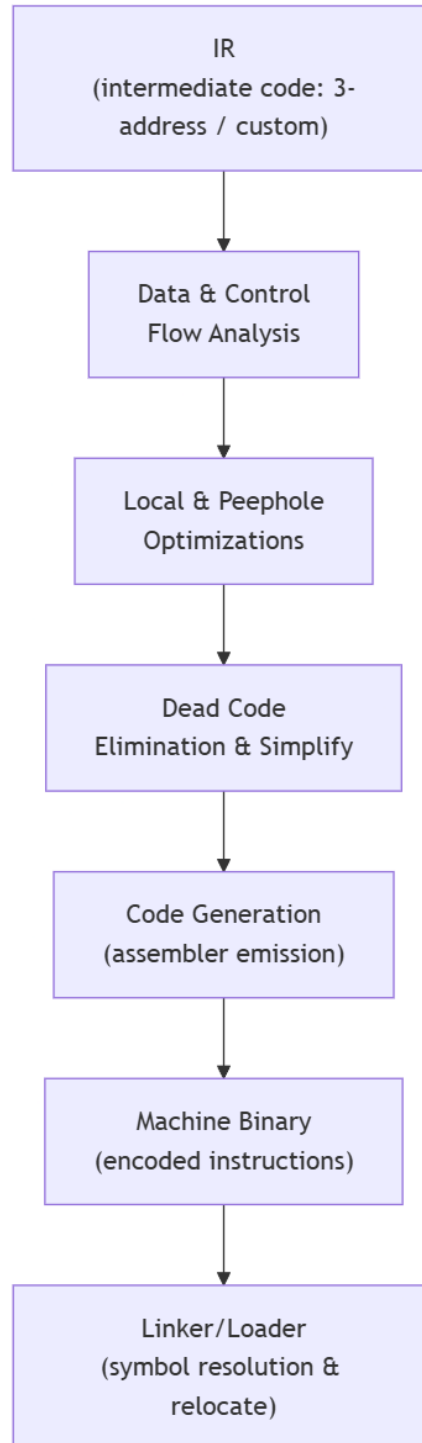 IR
(intermediate code: 3-
address / custom)
Data & Control
Flow Analysis
Local & Peephole
Optimizations
Dead Code
Elimination & Simplify
Code Generation
(assembler emission)
Machine Binary
(encoded instructions)
Linker/Loader
(symbol resolution &
relocate)